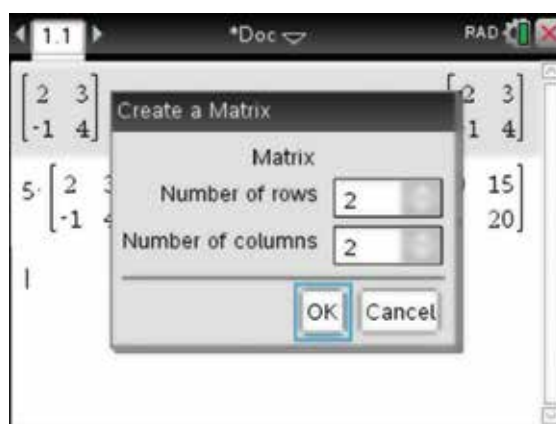 1.1 *Doc RAD
2 3 2 3
-1 4 1 4
Create a Matrix
Matrix
Number of rows 2
Number of columns 2
5· 2 15
-1 20
OK Cancel